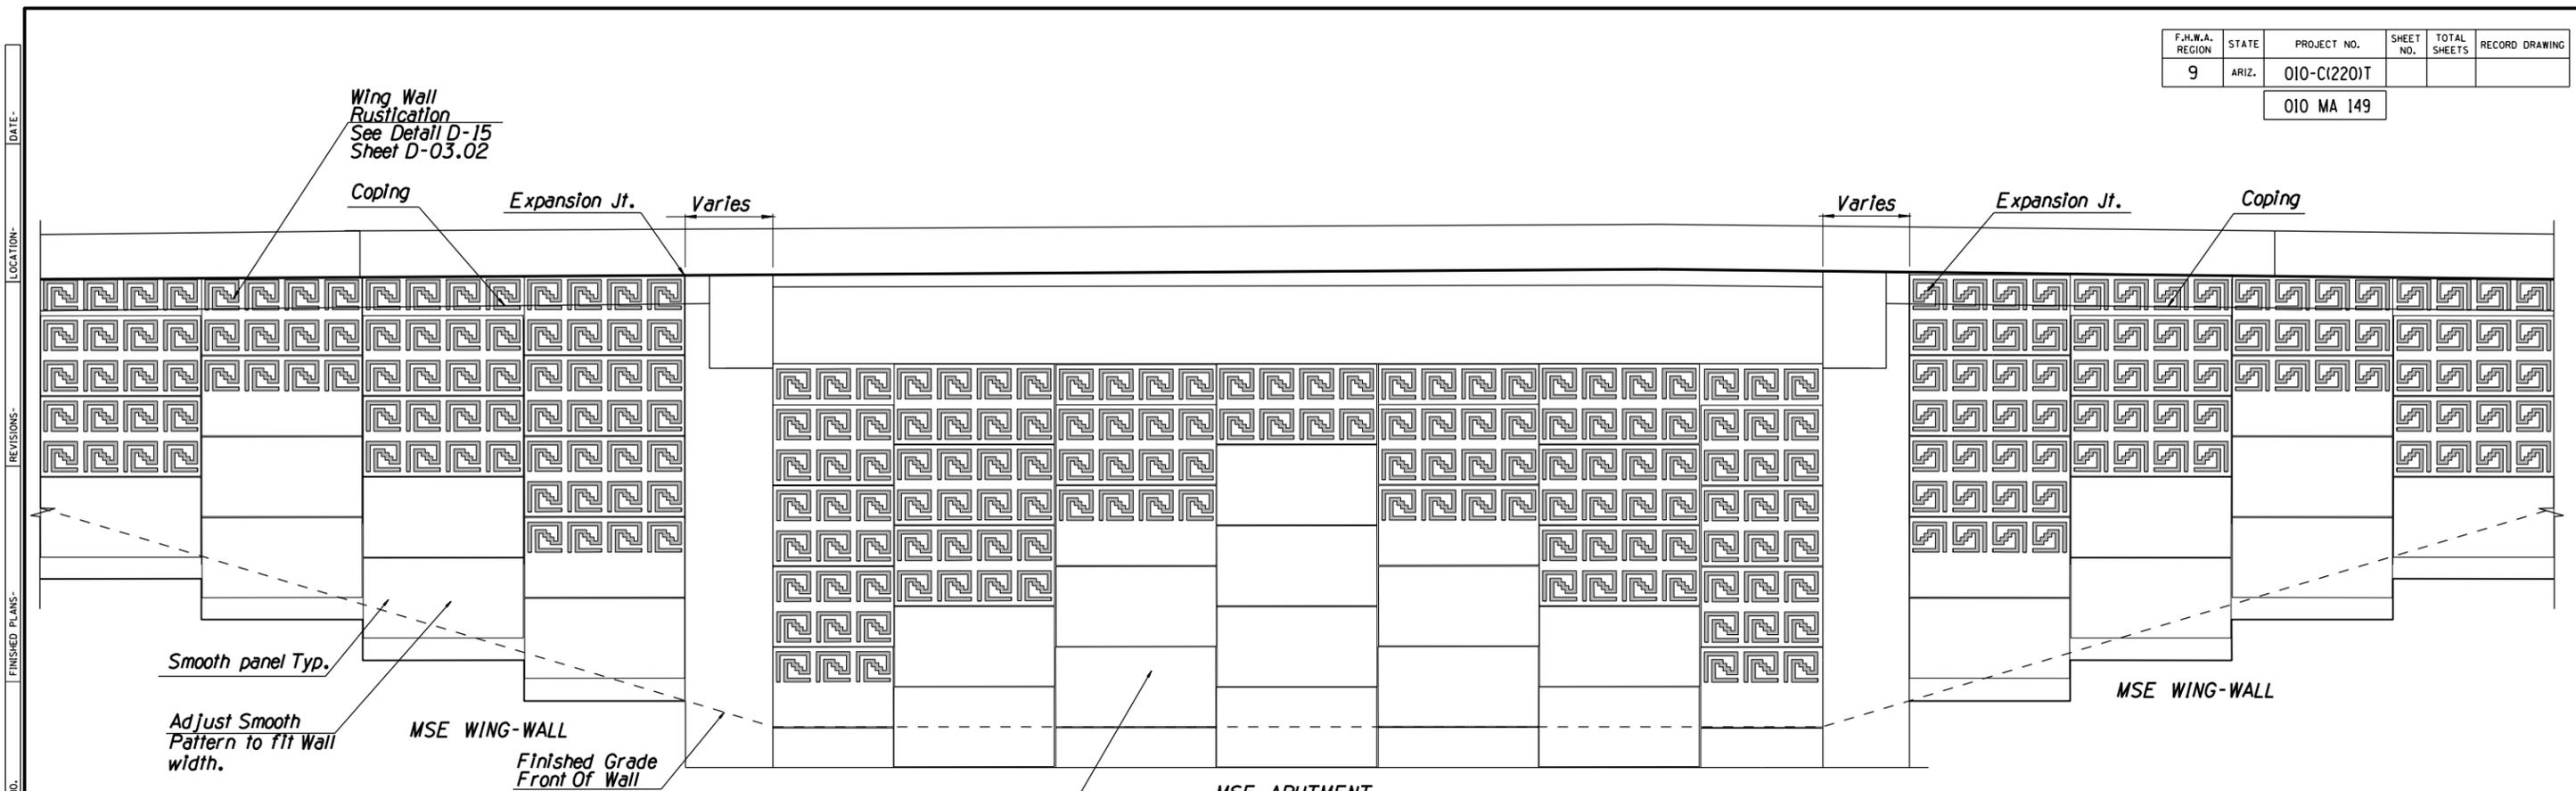 F.H.W.A. REGION
STATE
PROJECT NO.
SHEET NO.
TOTAL SHEETS
RECORD DRAWING
9
ARIZ.
010-C(220)T
010 MA 149
DATE-
LOCATION-
REVISIONS-
FINISHED PLANS-
NO.
Wing Wall
Rustication
See Detail D-15
Sheet D-03.02
Coping
Expansion Jt.
Varies
Varies
Expansion Jt.
Coping
Smooth panel Typ.
Adjust Smooth
Pattern to fit Wall
width.
MSE WING-WALL
Finished Grade
Front Of Wall
MSE WING-WALL
MSE ABUTMENT